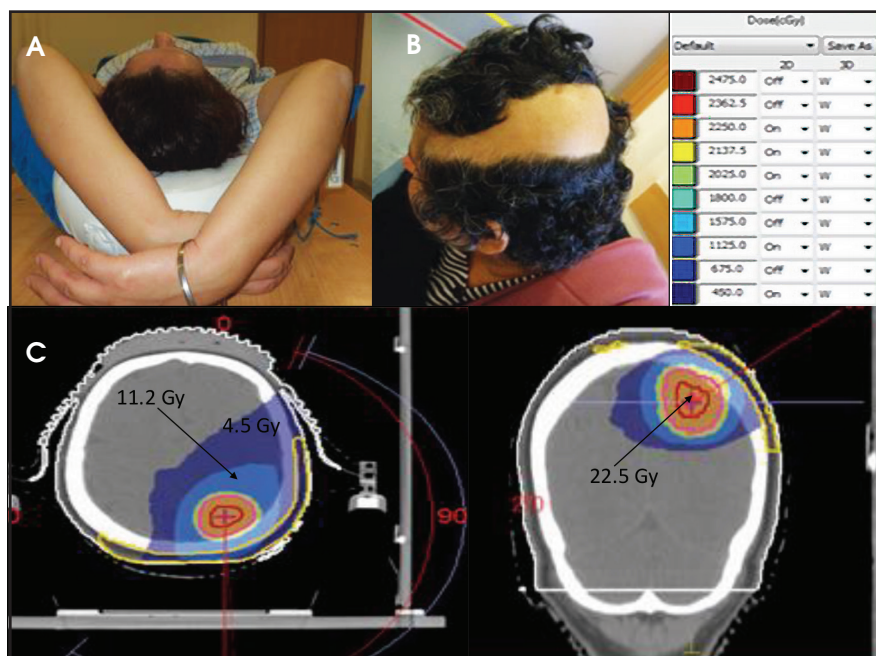 A
B
Dose(cGy)
Default Save As
2D 3D
2475.0 Off W
2362.5 Off W
2250.0 On W
2137.5 On W
2025.0 On W
1800.0 Off W
1575.0 Off W
1125.0 On W
675.0 Off W
450.0 On W
C
0
11.2 Gy
4.5 Gy
90
22.5 Gy